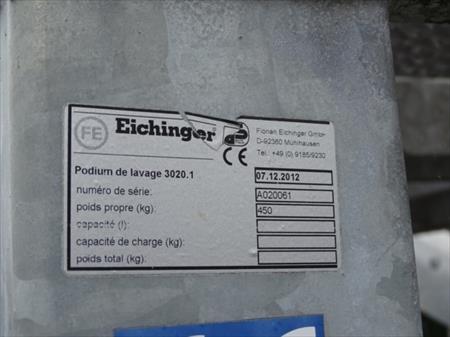 FE Eichinger
CE
Florian Eichinger GmbH
D-92360 Mühlhausen
Tel.: +49 (0) 9185/9230
Podium de lavage 3020.1 07.12.2012
numéro de série: A020061
poids propre (kg): 450
capacité (l):
capacité de charge (kg):
poids total (kg):